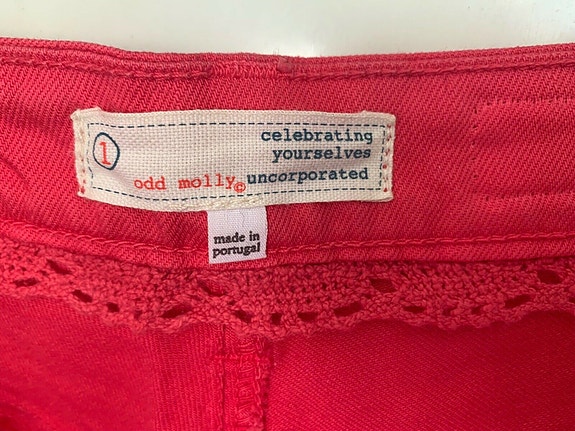 1
celebrating
yourselves
odd molly© uncorporated
made in
portugal